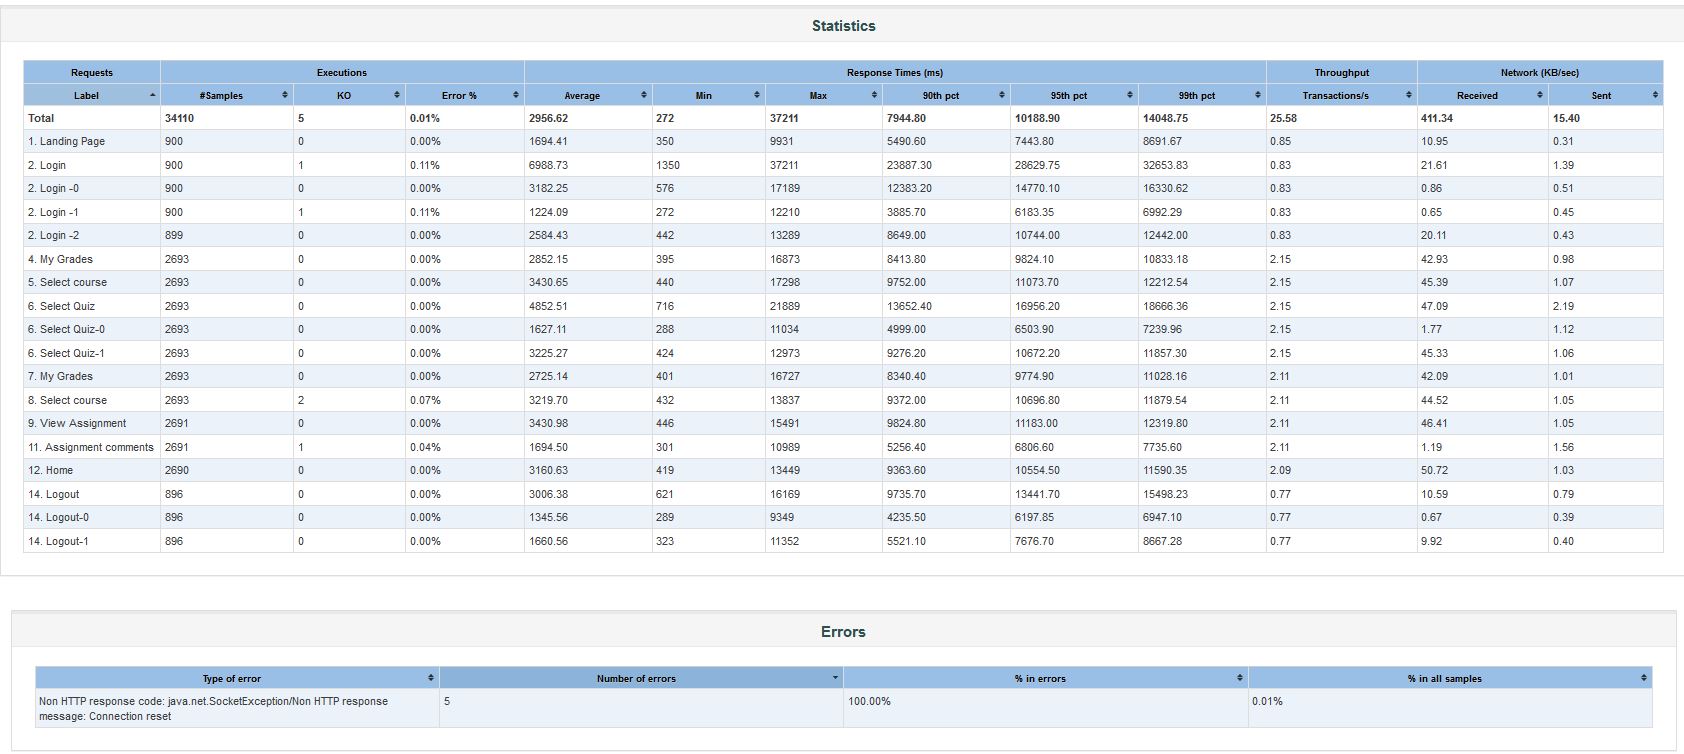 Statistics
Requests Executions Response Times (ms) Throughput Network (KB/sec)
Label #Samples KO Error % Average Min Max 90th pct 95th pct 99th pct Transactions/s Received Sent
Total 34110 5 0.01% 2956.62 272 37211 7944.80 10188.90 14048.75 25.58 411.34 15.40
1. Landing Page 900 0 0.00% 1694.41 350 9931 5490.60 7443.80 8691.67 0.85 10.95 0.31
2. Login 900 1 0.11% 6988.73 1350 37211 23887.30 28629.75 32653.83 0.83 21.61 1.39
2. Login -0 900 0 0.00% 3182.25 576 17189 12383.20 14770.10 16330.62 0.83 0.86 0.51
2. Login -1 900 1 0.11% 1224.09 272 12210 3885.70 6183.35 6992.29 0.83 0.65 0.45
2. Login -2 899 0 0.00% 2584.43 442 13289 8649.00 10744.00 12442.00 0.83 20.11 0.43
4. My Grades 2693 0 0.00% 2852.15 395 16873 8413.80 9824.10 10833.18 2.15 42.93 0.98
5. Select course 2693 0 0.00% 3430.65 440 17298 9752.00 11073.70 12212.54 2.15 45.39 1.07
6. Select Quiz 2693 0 0.00% 4852.51 716 21889 13652.40 16956.20 18666.36 2.15 47.09 2.19
6. Select Quiz-0 2693 0 0.00% 1627.11 288 11034 4999.00 6503.90 7239.96 2.15 1.77 1.12
6. Select Quiz-1 2693 0 0.00% 3225.27 424 12973 9276.20 10672.20 11857.30 2.15 45.33 1.06
7. My Grades 2693 0 0.00% 2725.14 401 16727 8340.40 9774.90 11028.16 2.11 42.09 1.01
8. Select course 2693 2 0.07% 3219.70 432 13837 9372.00 10696.80 11879.54 2.11 44.52 1.05
9. View Assignment 2691 0 0.00% 3430.98 446 15491 9824.80 11183.00 12319.80 2.11 46.41 1.05
11. Assignment comments 2691 1 0.04% 1694.50 301 10989 5256.40 6806.60 7735.60 2.11 1.19 1.56
12. Home 2690 0 0.00% 3160.63 419 13449 9363.60 10554.50 11590.35 2.09 50.72 1.03
14. Logout 896 0 0.00% 3006.38 621 16169 9735.70 13441.70 15498.23 0.77 10.59 0.79
14. Logout-0 896 0 0.00% 1345.56 289 9349 4235.50 6197.85 6947.10 0.77 0.67 0.39
14. Logout-1 896 0 0.00% 1660.56 323 11352 5521.10 7676.70 8667.28 0.77 9.92 0.40
Errors
Type of error Number of errors % in errors % in all samples
Non HTTP response code: java.net.SocketException/Non HTTP response 5 100.00% 0.01%
message: Connection reset